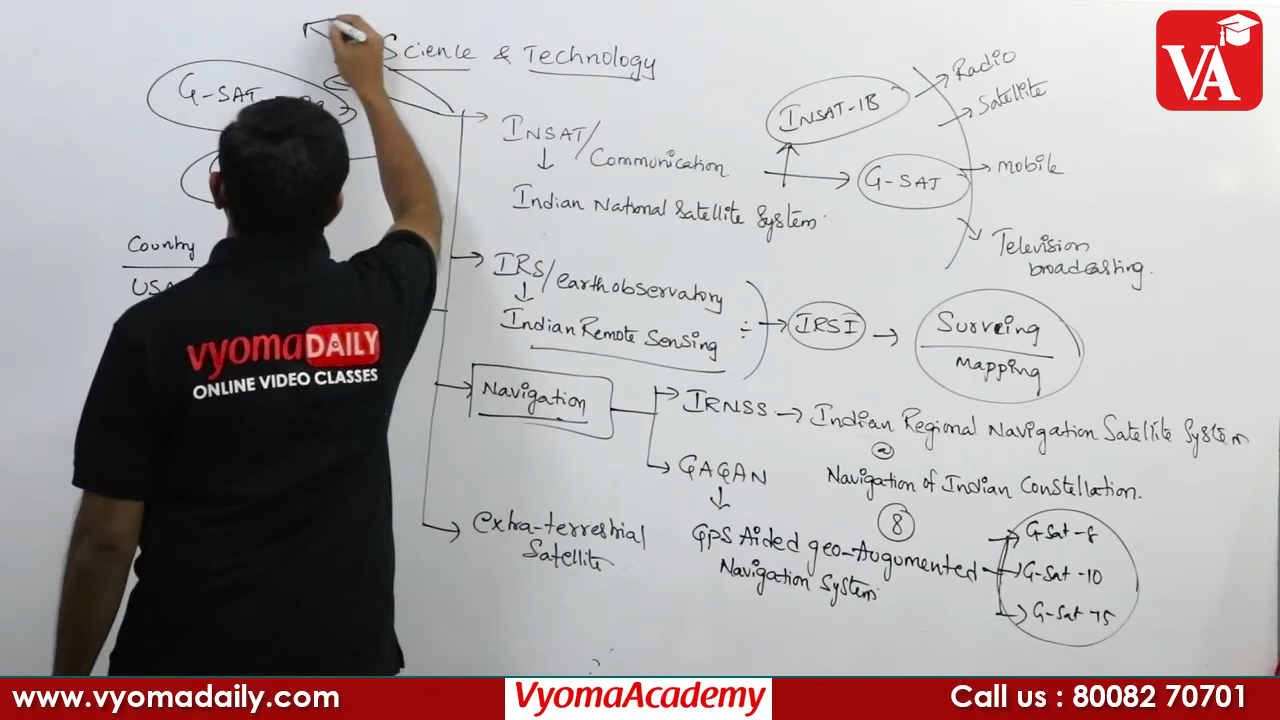 Science & Technology
VA
G-SAT
INSAT/Communication
Indian National Satellite System
INSAT-1B
G-SAT
Radio
Satellite
mobile
Television
broadcasting.
Country
USA
IRS/earth observatory
Indian Remote Sensing
IRSI
Surveing
mapping
Navigation
IRNSS → Indian Regional Navigation Satellite System
Navigation of Indian Constellation.
8
GAGAN
GPS Aided geo-Augumented
Navigation System
G-Sat -8
G-Sat -10
G-Sat -15
extra-terrestrial
Satellite
vyoma DAILY
ONLINE VIDEO CLASSES
www.vyomadaily.com
VyomaAcademy
Call us : 80082 70701